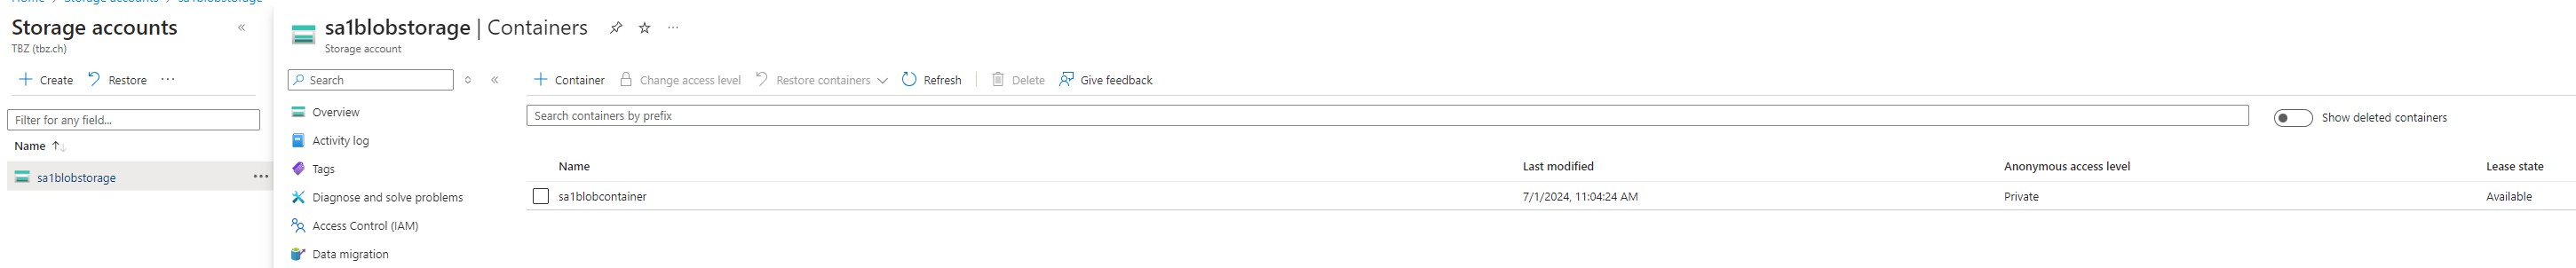 Home > Storage accounts > sa1blobstorage
Storage accounts
TBZ (tbz.ch)
Create Restore ...
Filter for any field...
Name
sa1blobstorage ...
sa1blobstorage | Containers ...
Storage account
Search
Overview
Activity log
Tags
Diagnose and solve problems
Access Control (IAM)
Data migration
Container Change access level Restore containers Refresh Delete Give feedback
Search containers by prefix
Show deleted containers
Name Last modified Anonymous access level Lease state
sa1blobcontainer 7/1/2024, 11:04:24 AM Private Available